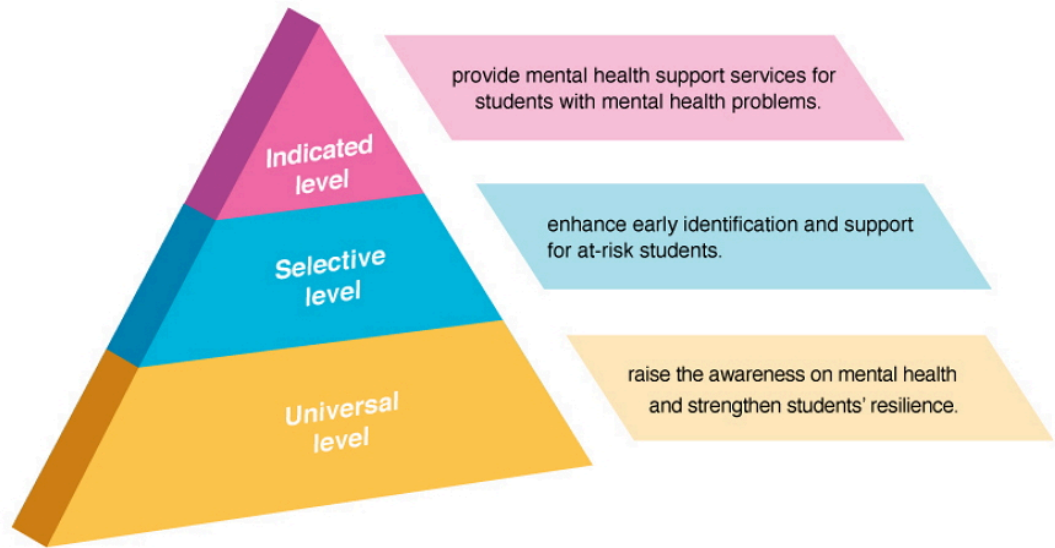 provide mental health support services for
students with mental health problems.
Indicated
level
enhance early identification and support
for at-risk students.
Selective
level
raise the awareness on mental health
and strengthen students’ resilience.
Universal
level